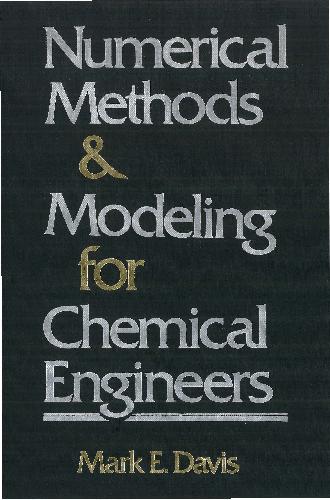 Numerical
Methods
&
Modeling
for
Chemical
Engineers
Mark E. Davis